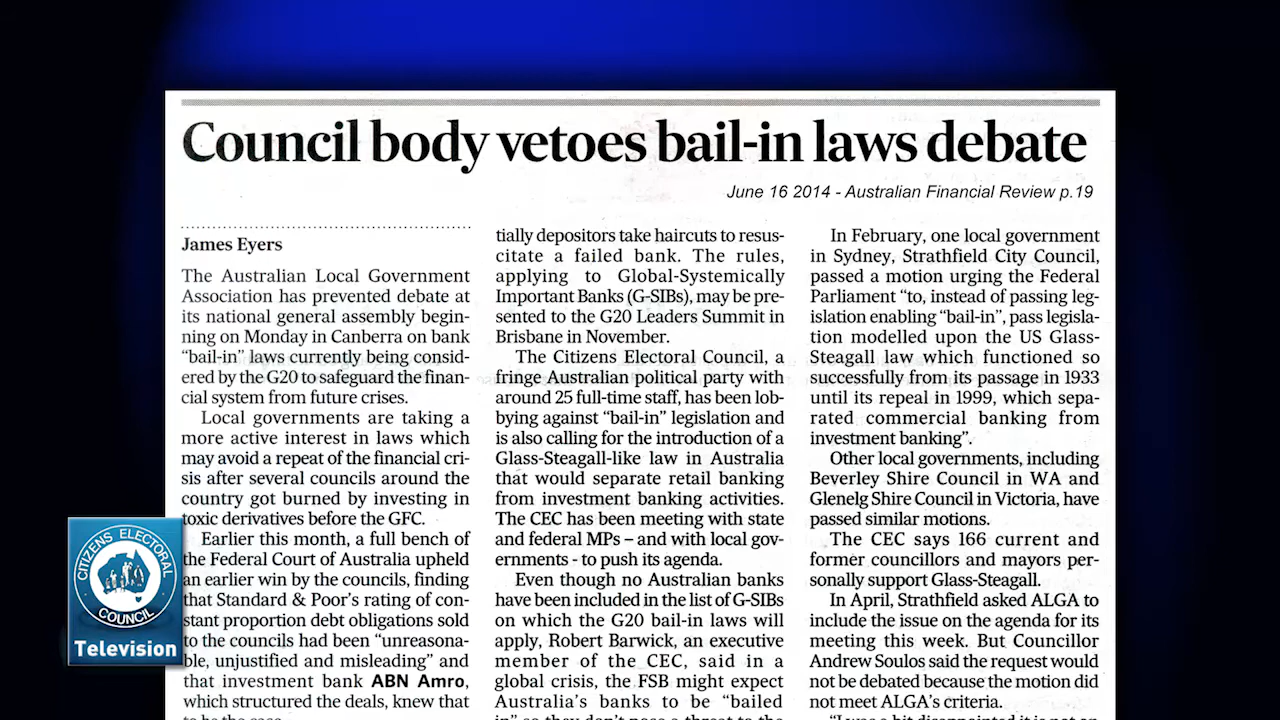 Council body vetoes bail-in laws debate
June 16 2014 - Australian Financial Review p.19
James Eyers
The Australian Local Government
Association has prevented debate at
its national general assembly begin-
ning on Monday in Canberra on bank
“bail-in” laws currently being consid-
ered by the G20 to safeguard the finan-
cial system from future crises.
Local governments are taking a
more active interest in laws which
may avoid a repeat of the financial cri-
sis after several councils around the
country got burned by investing in
toxic derivatives before the GFC.
Earlier this month, a full bench of
the Federal Court of Australia upheld
an earlier win by the councils, finding
that Standard & Poor’s rating of con-
stant proportion debt obligations sold
to the councils had been “unreasona-
ble, unjustified and misleading” and
that investment bank ABN Amro,
which structured the deals, knew that
to be the case.
tially depositors take haircuts to resus-
citate a failed bank. The rules,
applying to Global-Systemically
Important Banks (G-SIBs), may be pre-
sented to the G20 Leaders Summit in
Brisbane in November.
The Citizens Electoral Council, a
fringe Australian political party with
around 25 full-time staff, has been lob-
bying against “bail-in” legislation and
is also calling for the introduction of a
Glass-Steagall-like law in Australia
that would separate retail banking
from investment banking activities.
The CEC has been meeting with state
and federal MPs – and with local gov-
ernments - to push its agenda.
Even though no Australian banks
have been included in the list of G-SIBs
on which the G20 bail-in laws will
apply, Robert Barwick, an executive
member of the CEC, said in a
global crisis, the FSB might expect
Australia’s banks to be “bailed
in” so they don’t pose a threat to the
In February, one local government
in Sydney, Strathfield City Council,
passed a motion urging the Federal
Parliament “to, instead of passing leg-
islation enabling “bail-in”, pass legisla-
tion modelled upon the US Glass-
Steagall law which functioned so
successfully from its passage in 1933
until its repeal in 1999, which sepa-
rated commercial banking from
investment banking”.
Other local governments, including
Beverley Shire Council in WA and
Glenelg Shire Council in Victoria, have
passed similar motions.
The CEC says 166 current and
former councillors and mayors per-
sonally support Glass-Steagall.
In April, Strathfield asked ALGA to
include the issue on the agenda for its
meeting this week. But Councillor
Andrew Soulos said the request would
not be debated because the motion did
not meet ALGA’s criteria.
“I was a bit disappointed it is not on
CITIZENS ELECTORAL
COUNCIL
Television